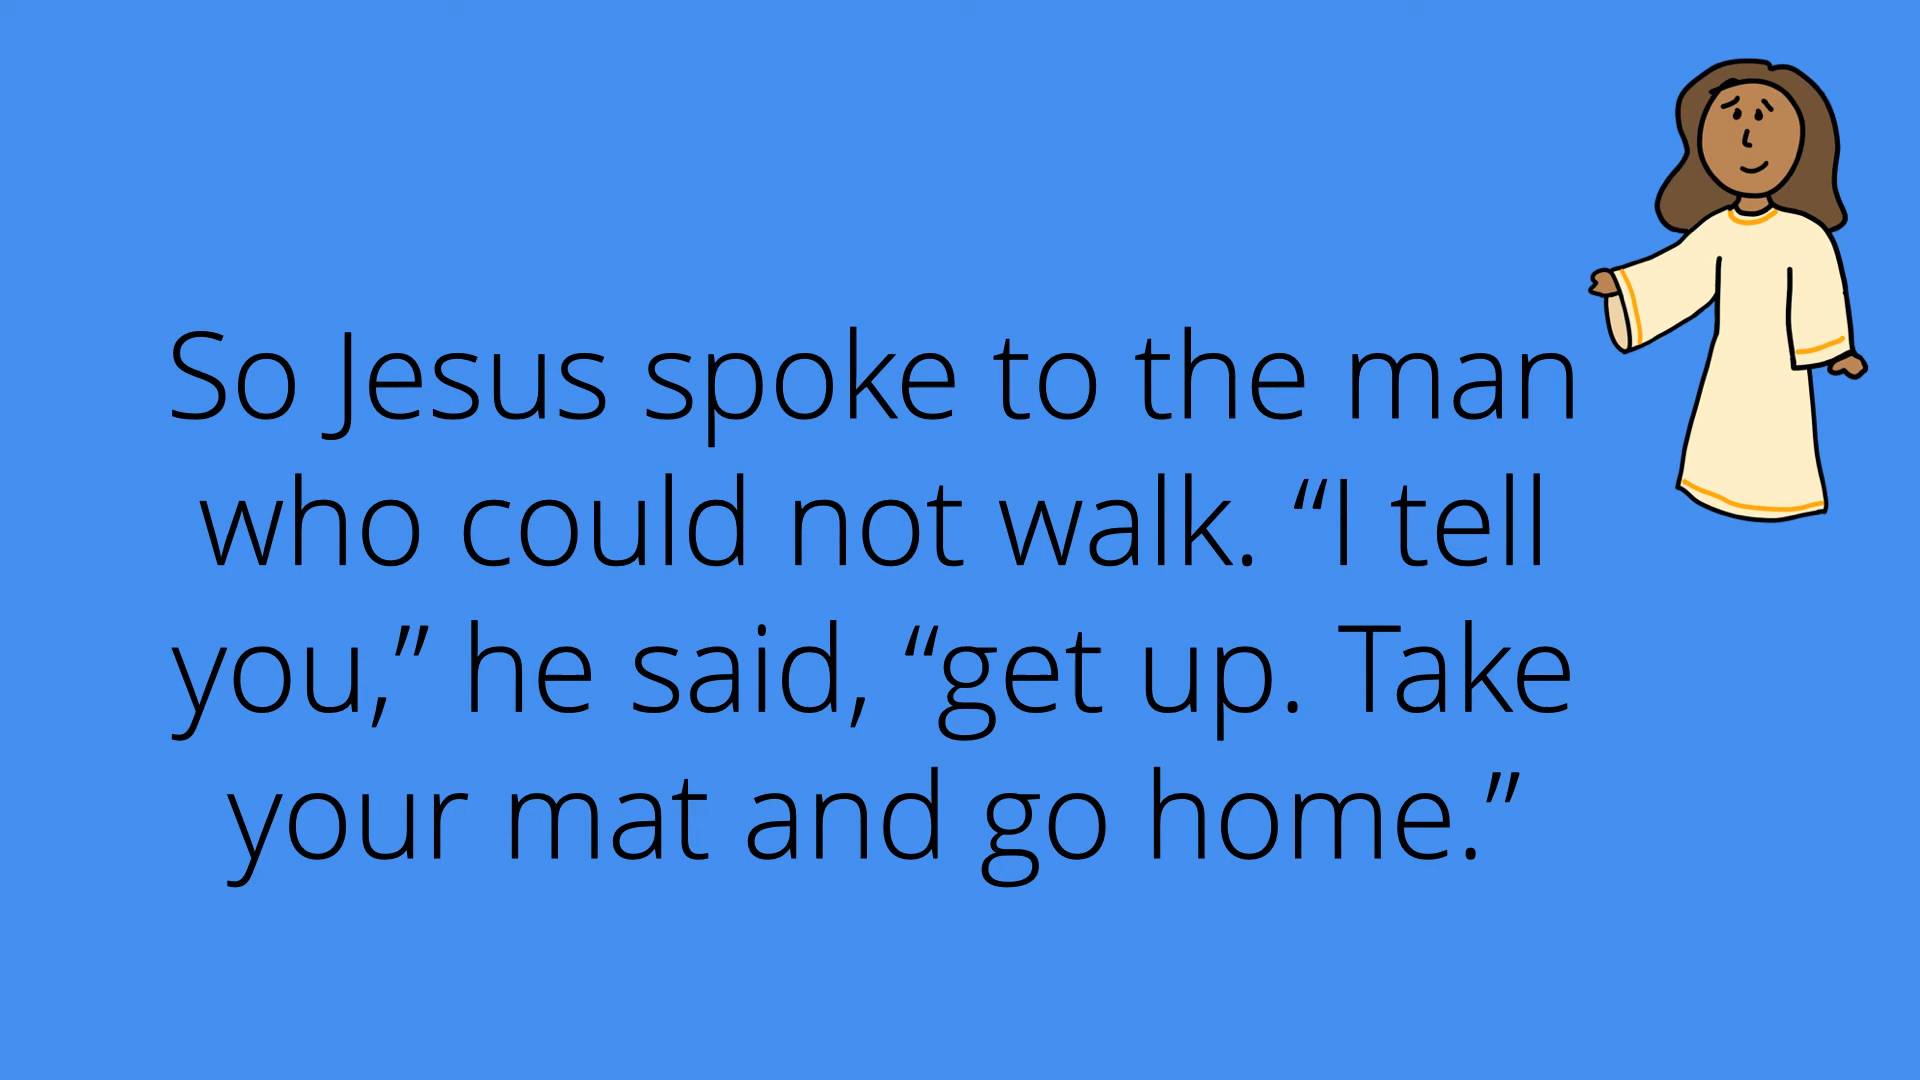 So Jesus spoke to the man
who could not walk. “I tell
you,” he said, “get up. Take
your mat and go home.”